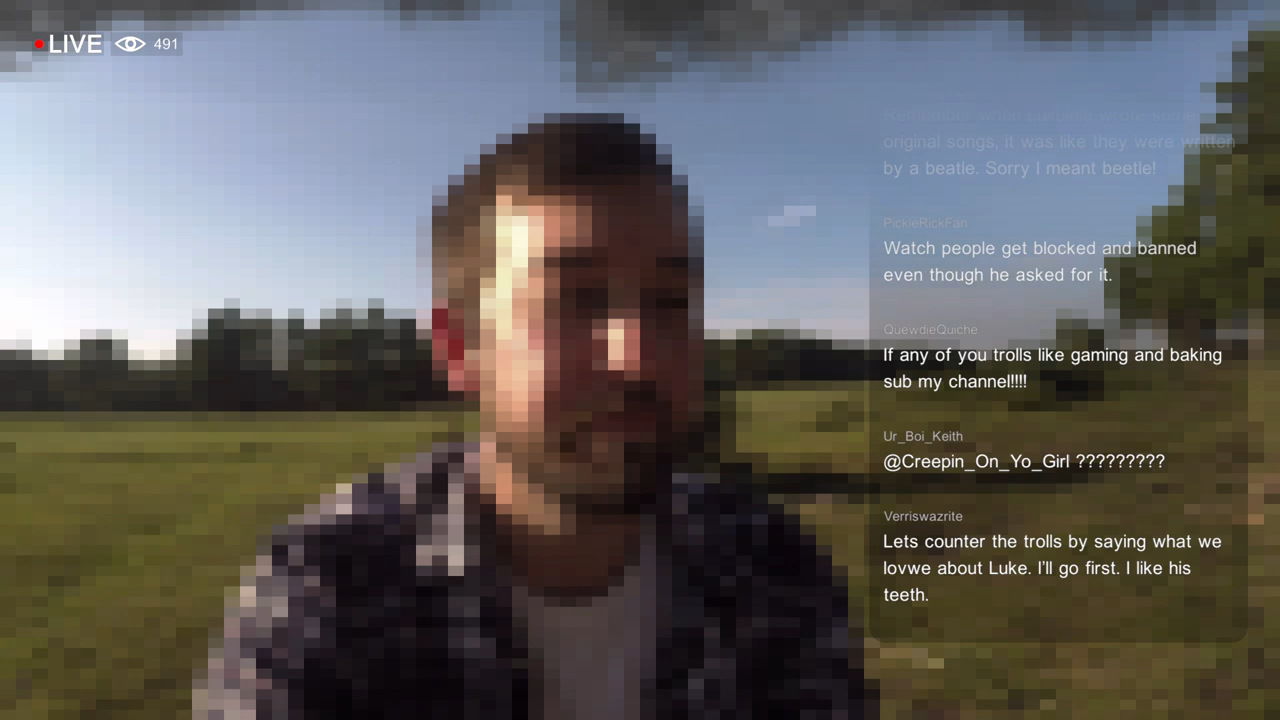 LIVE 491
original songs, it was like they were written
by a beatle. Sorry I meant beetle!
PickleRickFan
Watch people get blocked and banned
even though he asked for it.
QuewdieQuiche
If any of you trolls like gaming and baking
sub my channel!!!!
Ur_Boi_Keith
@Creepin_On_Yo_Girl ?????????
Verriswazrite
Lets counter the trolls by saying what we
lovwe about Luke. I'll go first. I like his
teeth.